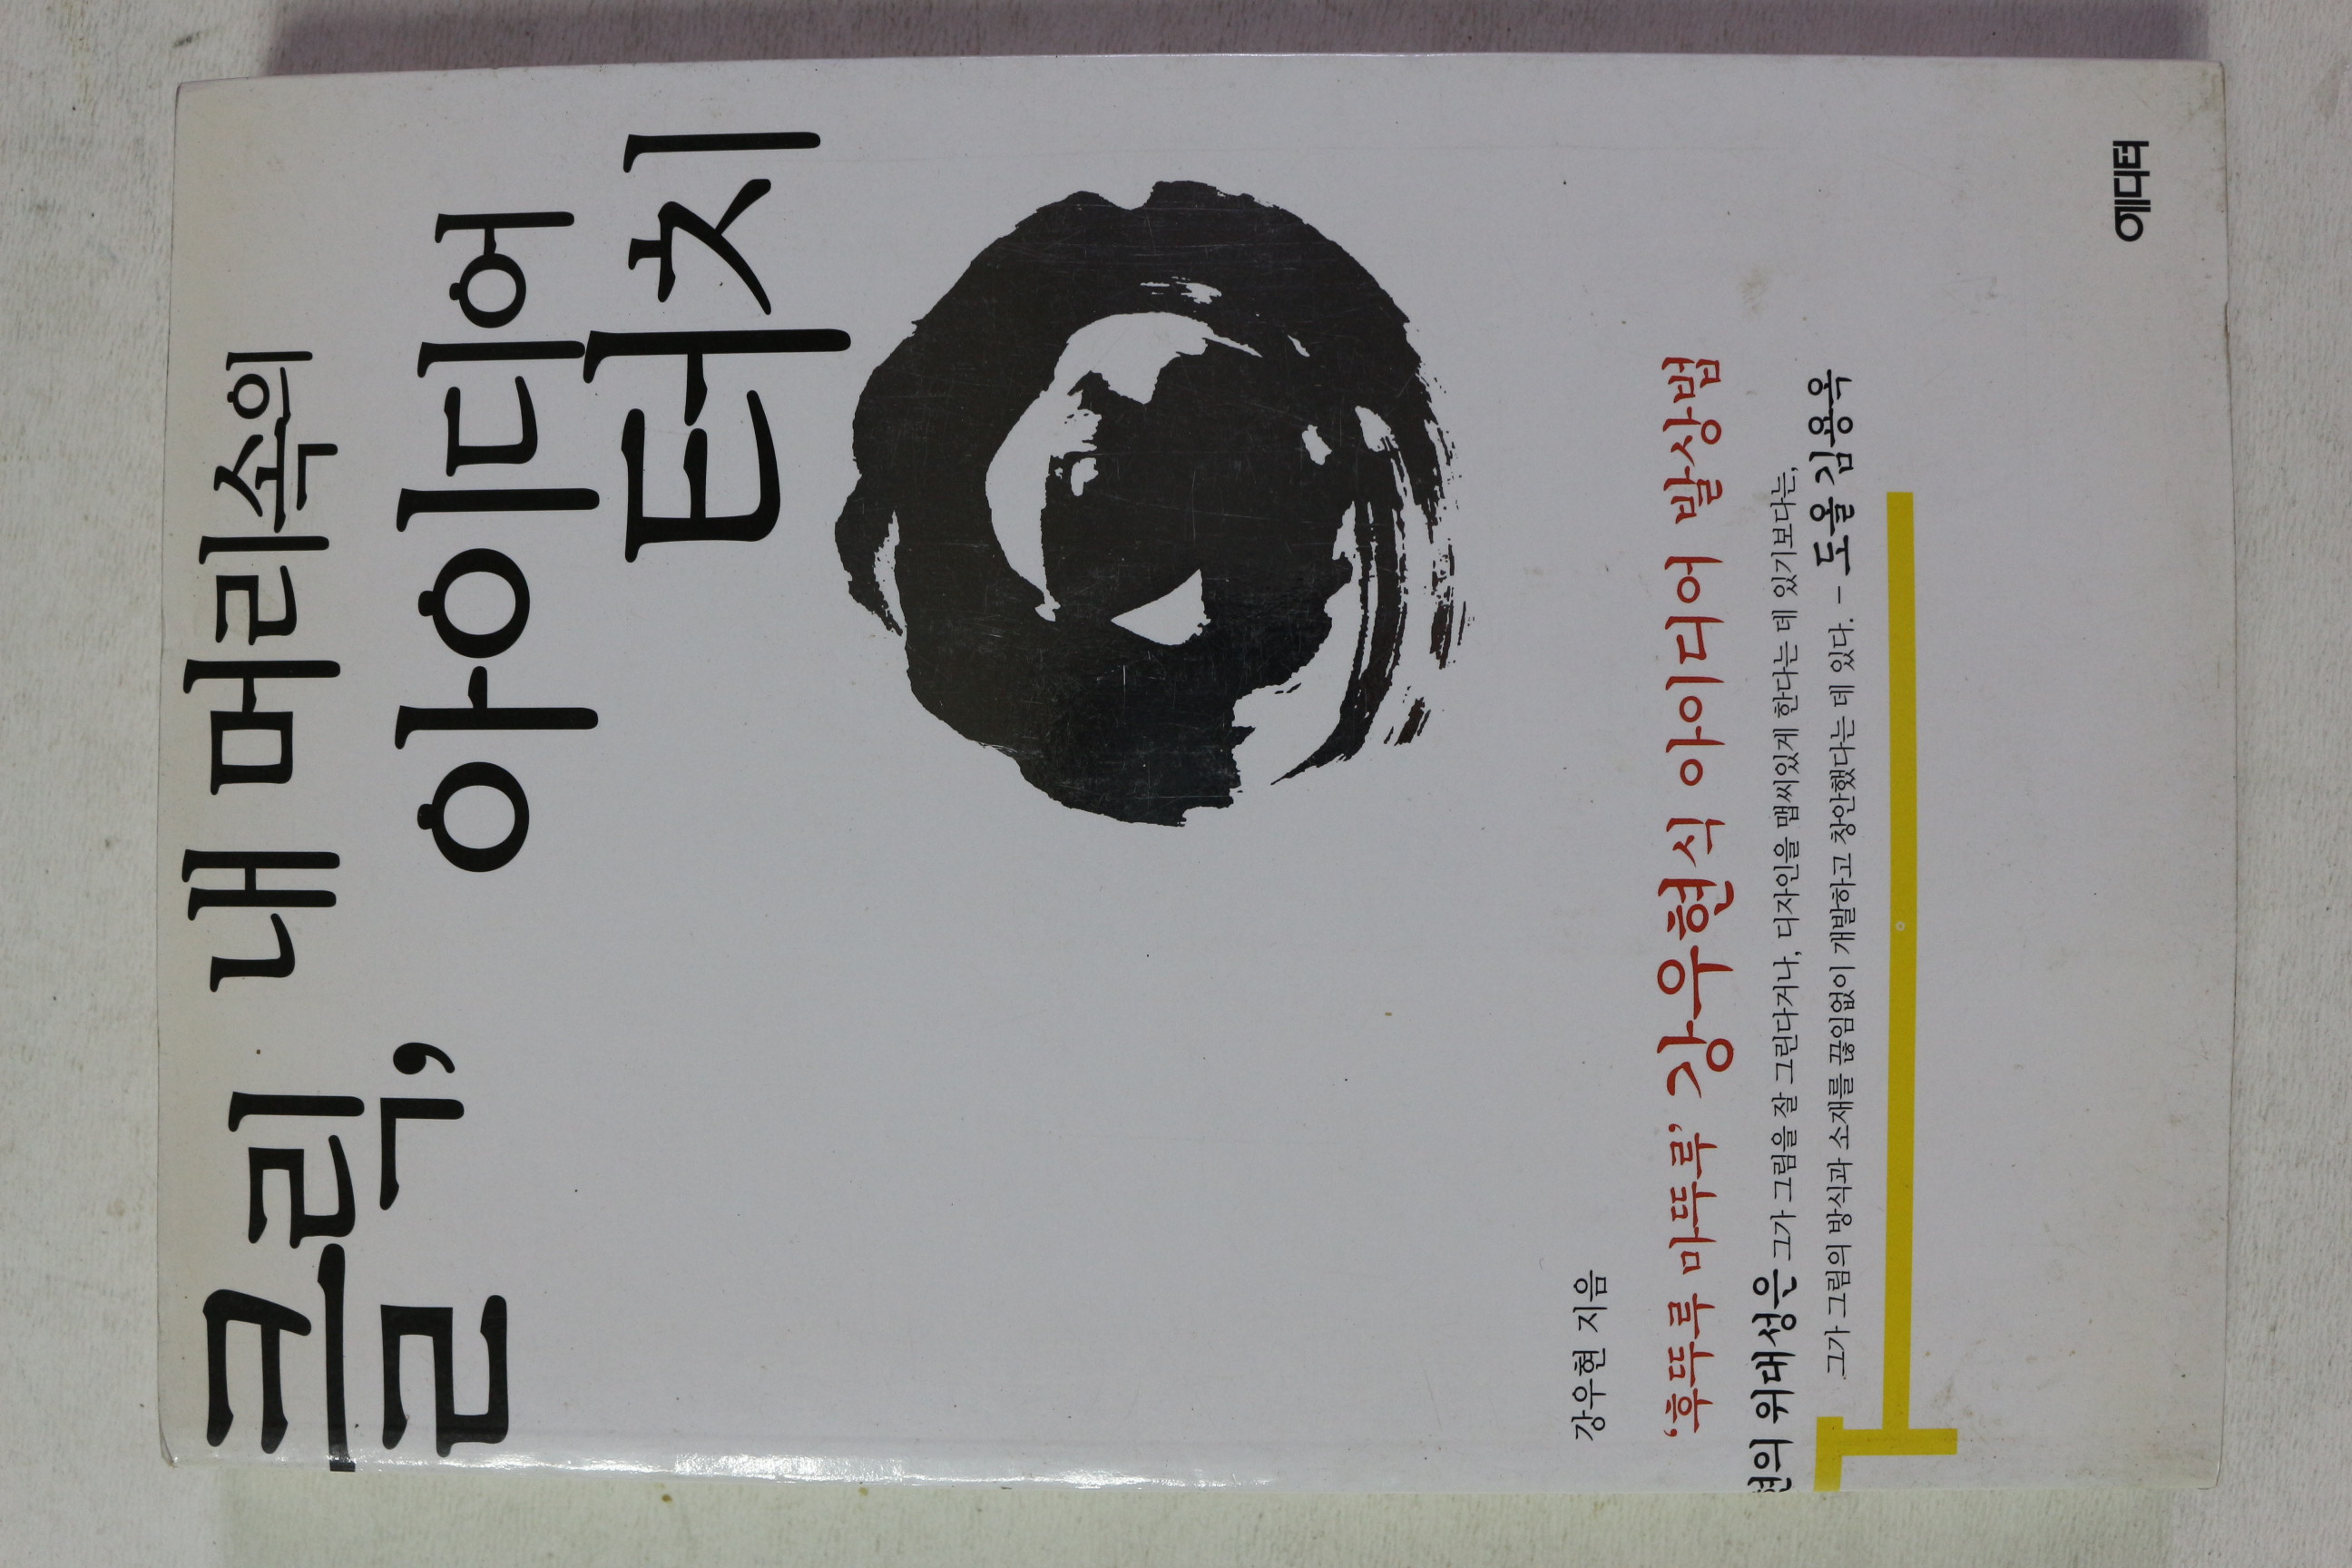 클릭, 내 머리속의
아이디어
터치
강우현 지음
‘후뚜루 마뚜루’ 강우현식 아이디어 발상법
현의 위대성은 그가 그림을 잘 그린다거나, 디자인을 맵씨있게 한다는 데 있기보다는,
그가 그림의 방식과 소재를 끊임없이 개발하고 창안했다는 데 있다. - 도올 김용옥
에디터